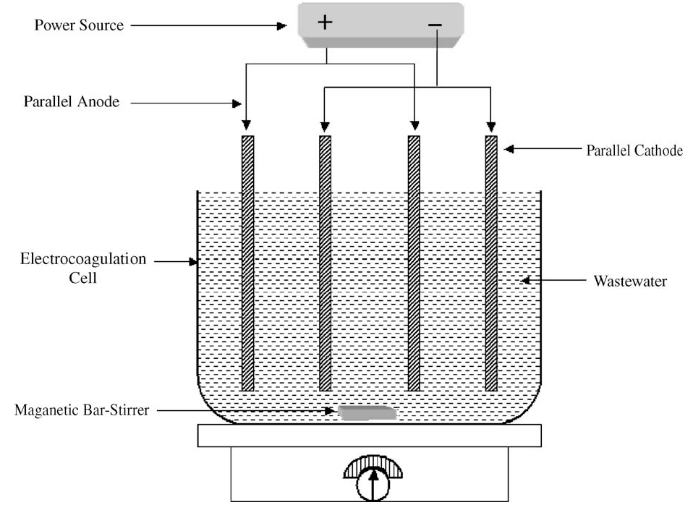 Power Source
+
−
Parallel Anode
Parallel Cathode
Electrocoagulation
Cell
Wastewater
Maganetic Bar-Stirrer